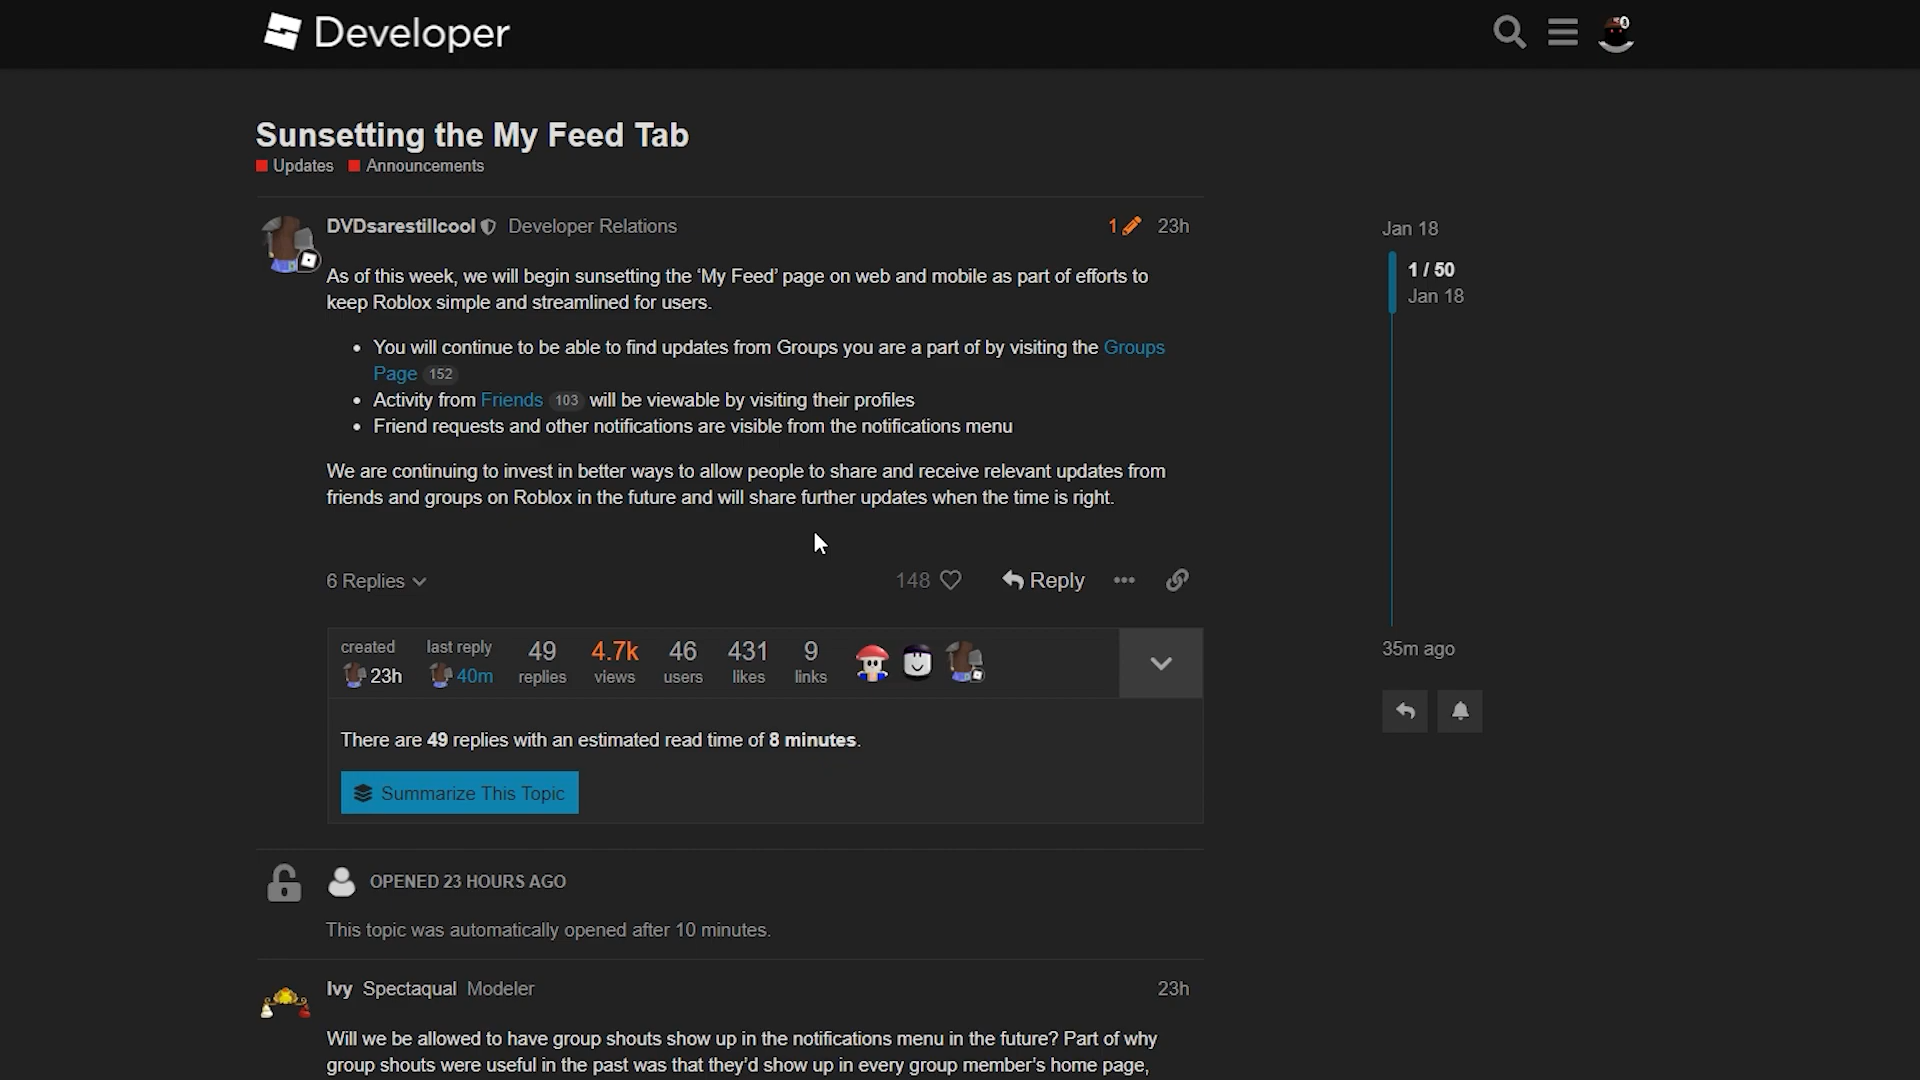 Developer
Sunsetting the My Feed Tab
Updates Announcements
DVDsarestillcool Developer Relations 1 23h
As of this week, we will begin sunsetting the ‘My Feed’ page on web and mobile as part of efforts to
keep Roblox simple and streamlined for users.
• You will continue to be able to find updates from Groups you are a part of by visiting the Groups
Page 152
• Activity from Friends 103 will be viewable by visiting their profiles
• Friend requests and other notifications are visible from the notifications menu
We are continuing to invest in better ways to allow people to share and receive relevant updates from
friends and groups on Roblox in the future and will share further updates when the time is right.
6 Replies 148 Reply
created last reply 49 4.7k 46 431 9
23h 40m replies views users likes links
There are 49 replies with an estimated read time of 8 minutes.
Summarize This Topic
OPENED 23 HOURS AGO
This topic was automatically opened after 10 minutes.
Ivy Spectaqual Modeler 23h
Will we be allowed to have group shouts show up in the notifications menu in the future? Part of why
group shouts were useful in the past was that they’d show up in every group member’s home page,
Jan 18
1 / 50
Jan 18
35m ago